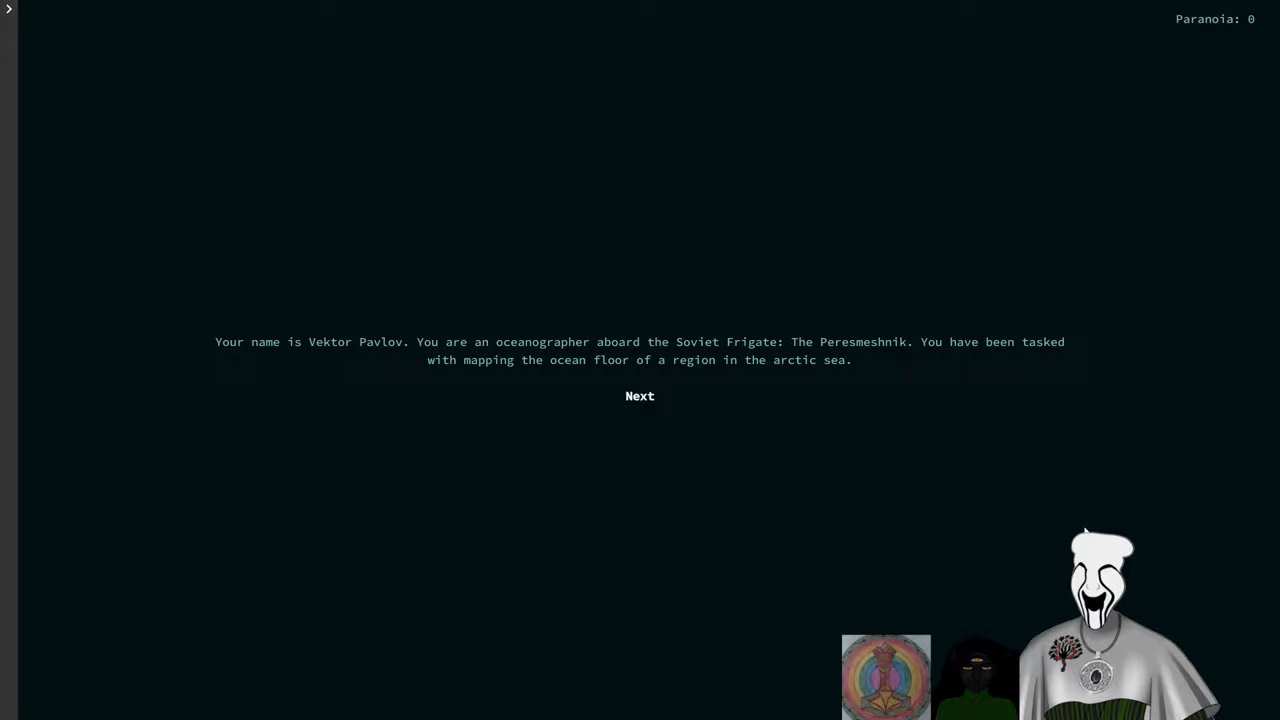 Paranoia: 0
Your name is Vektor Pavlov. You are an oceanographer aboard the Soviet Frigate: The Peresmeshnik. You have been tasked
with mapping the ocean floor of a region in the arctic sea.
Next